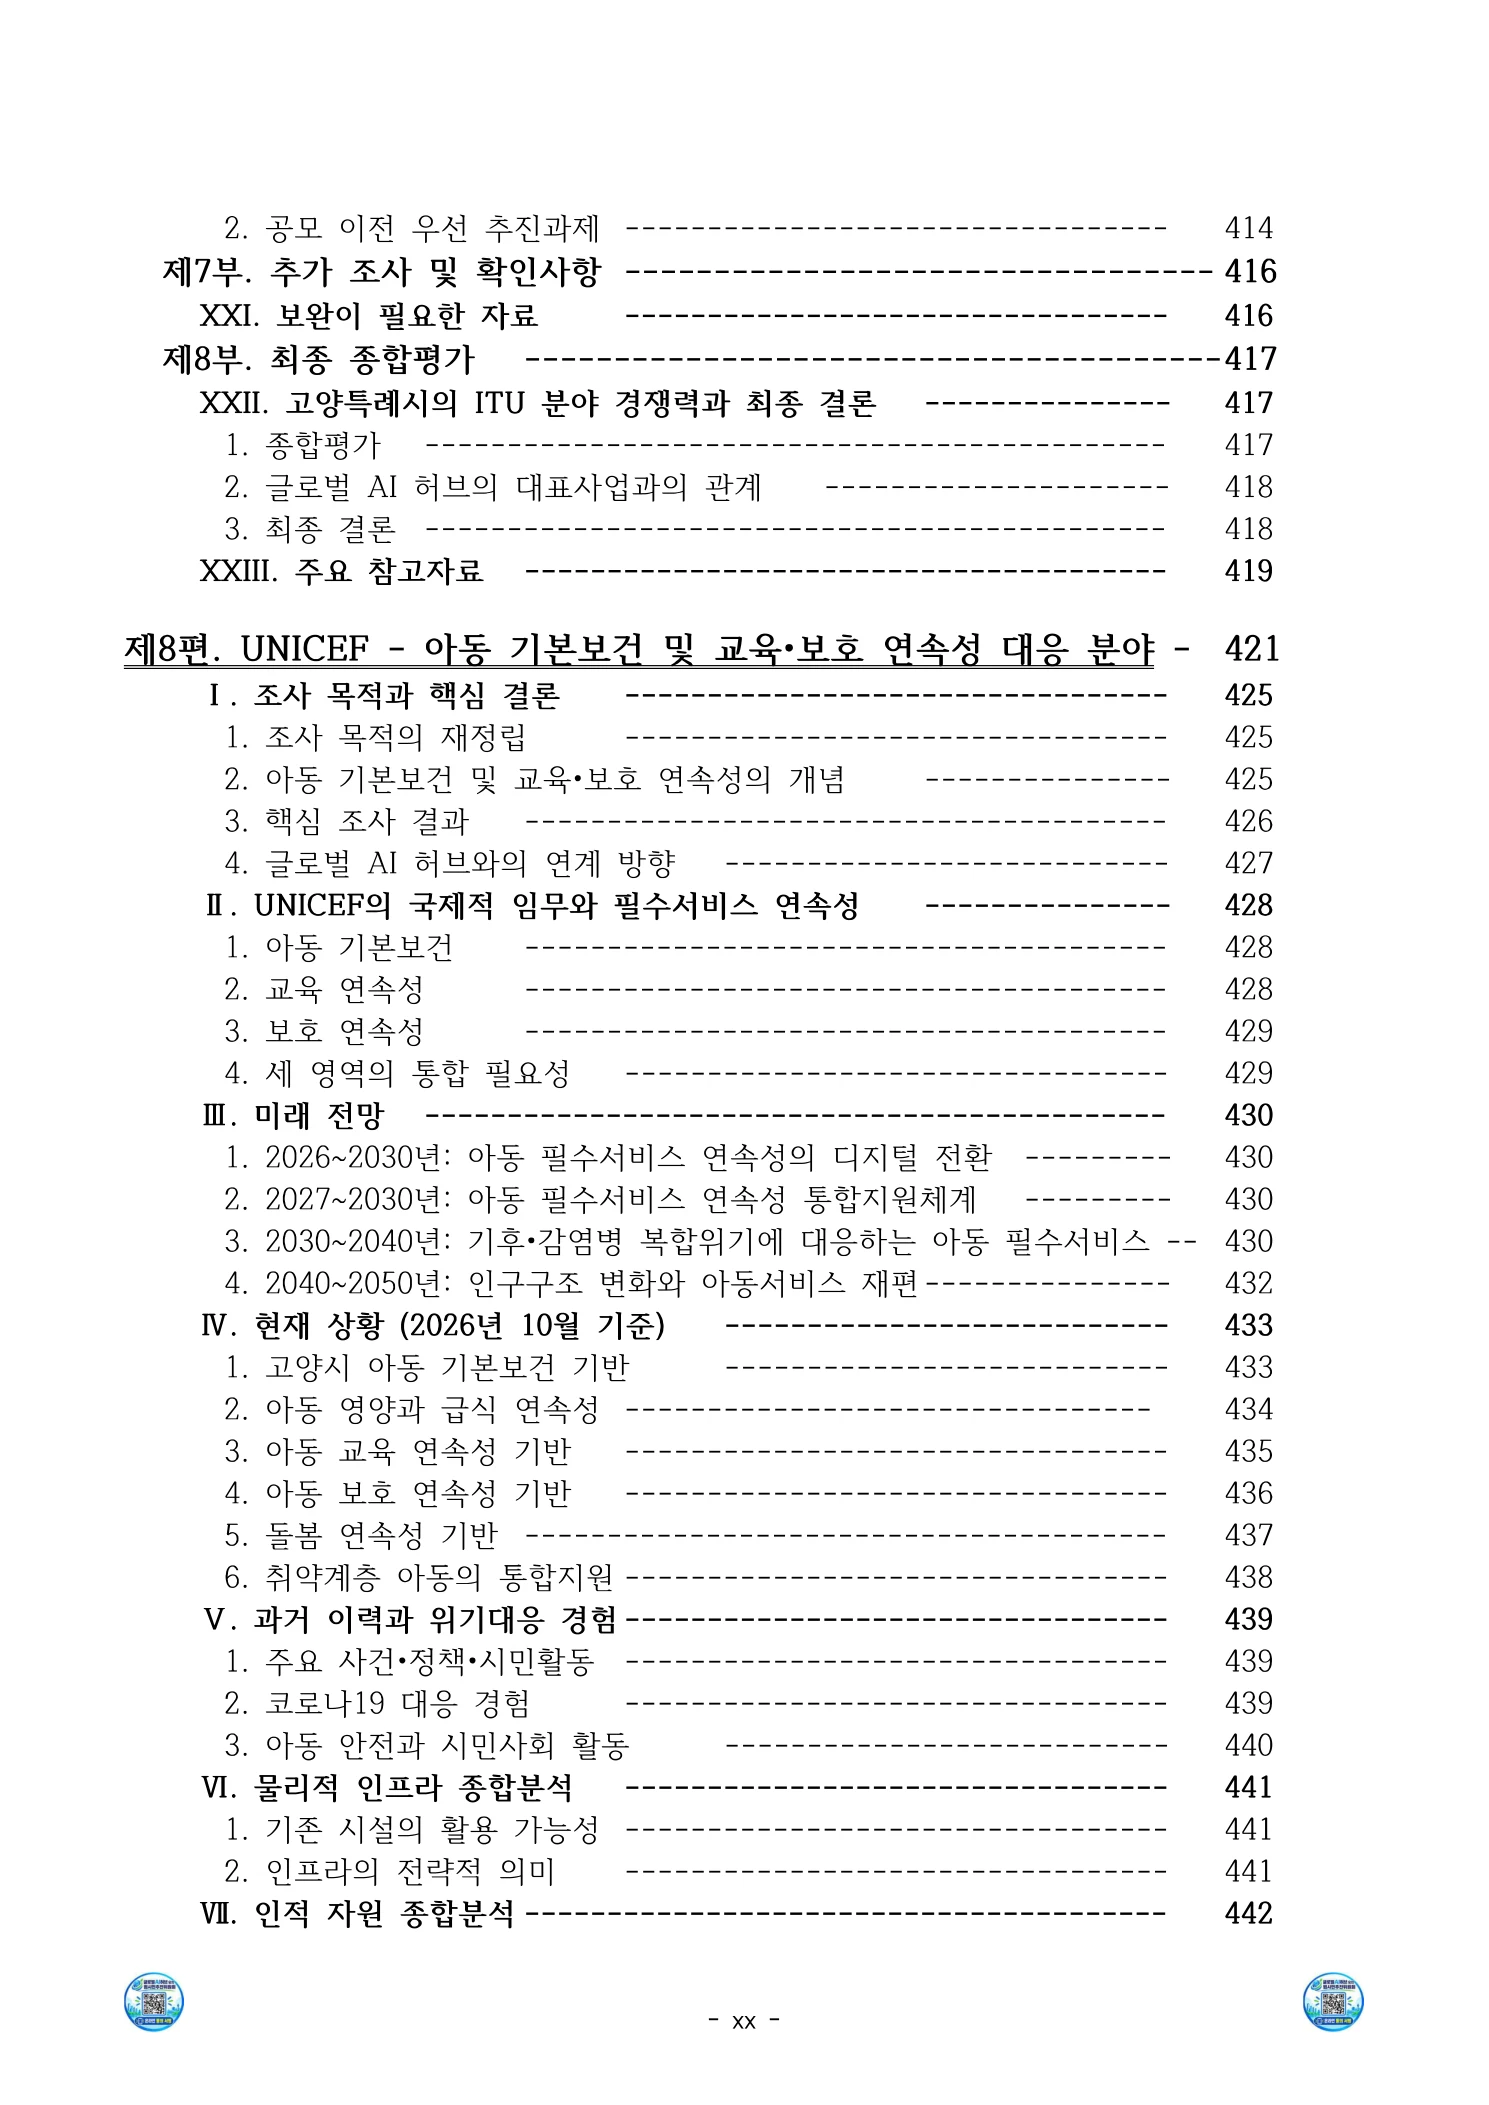 2. 공모 이전 우선 추진과제 --------------------------------- 414
제7부. 추가 조사 및 확인사항 --------------------------------- 416
XXI. 보완이 필요한 자료 --------------------------------- 416
제8부. 최종 종합평가 --------------------------------------- 417
XXII. 고양특례시의 ITU 분야 경쟁력과 최종 결론 --------------- 417
1. 종합평가 --------------------------------------------- 417
2. 글로벌 AI 허브의 대표사업과의 관계 --------------------- 418
3. 최종 결론 --------------------------------------------- 418
XXIII. 주요 참고자료 --------------------------------------- 419
제8편. UNICEF - 아동 기본보건 및 교육•보호 연속성 대응 분야 - 421
Ⅰ. 조사 목적과 핵심 결론 --------------------------------- 425
1. 조사 목적의 재정립 --------------------------------- 425
2. 아동 기본보건 및 교육•보호 연속성의 개념 --------------- 425
3. 핵심 조사 결과 --------------------------------------- 426
4. 글로벌 AI 허브와의 연계 방향 --------------------------- 427
Ⅱ. UNICEF의 국제적 임무와 필수서비스 연속성 --------------- 428
1. 아동 기본보건 --------------------------------------- 428
2. 교육 연속성 --------------------------------------- 428
3. 보호 연속성 --------------------------------------- 429
4. 세 영역의 통합 필요성 --------------------------------- 429
Ⅲ. 미래 전망 --------------------------------------------- 430
1. 2026~2030년: 아동 필수서비스 연속성의 디지털 전환 --------- 430
2. 2027~2030년: 아동 필수서비스 연속성 통합지원체계 --------- 430
3. 2030~2040년: 기후•감염병 복합위기에 대응하는 아동 필수서비스 -- 430
4. 2040~2050년: 인구구조 변화와 아동서비스 재편 --------------- 432
Ⅳ. 현재 상황 (2026년 10월 기준) --------------------------- 433
1. 고양시 아동 기본보건 기반 --------------------------- 433
2. 아동 영양과 급식 연속성 -------------------------------- 434
3. 아동 교육 연속성 기반 --------------------------------- 435
4. 아동 보호 연속성 기반 --------------------------------- 436
5. 돌봄 연속성 기반 --------------------------------------- 437
6. 취약계층 아동의 통합지원 --------------------------------- 438
Ⅴ. 과거 이력과 위기대응 경험 --------------------------------- 439
1. 주요 사건•정책•시민활동 --------------------------------- 439
2. 코로나19 대응 경험 --------------------------------- 439
3. 아동 안전과 시민사회 활동 --------------------------- 440
Ⅵ. 물리적 인프라 종합분석 --------------------------------- 441
1. 기존 시설의 활용 가능성 --------------------------------- 441
2. 인프라의 전략적 의미 --------------------------------- 441
Ⅶ. 인적 자원 종합분석 --------------------------------------- 442
- xx -